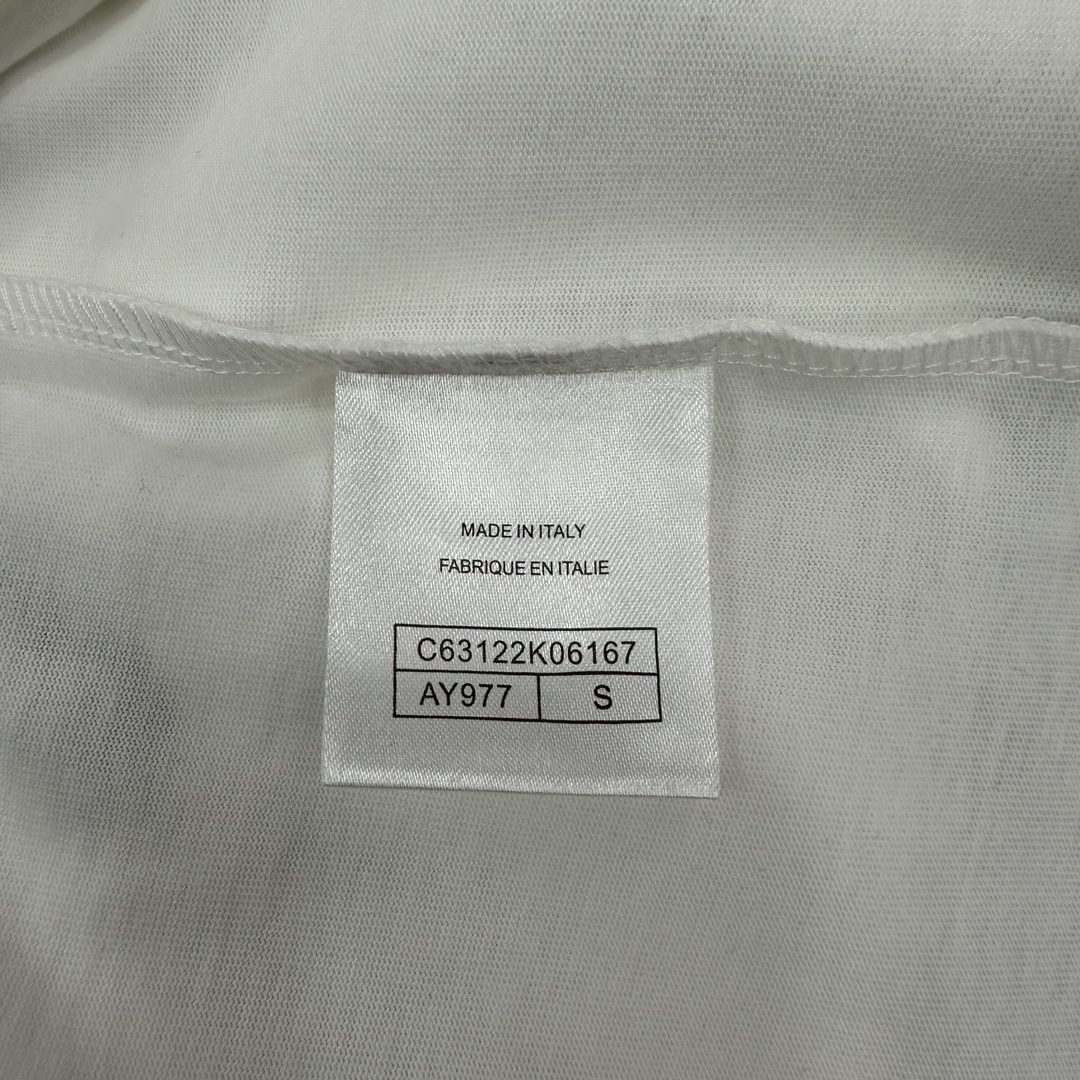 MADE IN ITALY
FABRIQUE EN ITALIE
C63122K06167
AY977 S